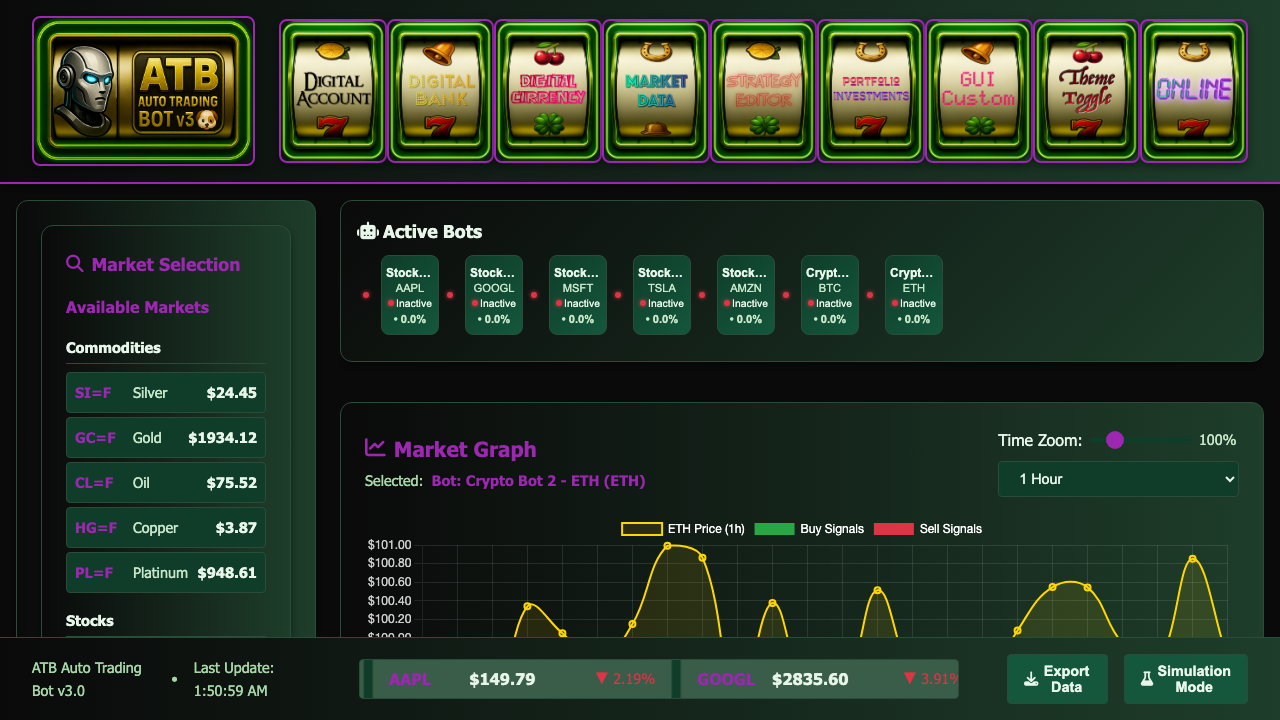 ATB
AUTO TRADING
BOT v3
DIGITAL
ACCOUNT
DIGITAL
BANK
DIGITAL
CURRENCY
MARKET
DATA
STRATEGY
EDITOR
PORTFOLIO
INVESTMENTS
GUI
Custom
Theme
Toggle
ONLINE
Market Selection
Available Markets
Commodities
SI=F Silver $24.45
GC=F Gold $1934.12
CL=F Oil $75.52
HG=F Copper $3.87
PL=F Platinum $948.61
Stocks
Active Bots
Stock... Stock... Stock... Stock... Stock... Crypt... Crypt...
AAPL GOOGL MSFT TSLA AMZN BTC ETH
Inactive Inactive Inactive Inactive Inactive Inactive Inactive
• 0.0% • 0.0% • 0.0% • 0.0% • 0.0% • 0.0% • 0.0%
Market Graph
Selected: Bot: Crypto Bot 2 - ETH (ETH)
Time Zoom: 100%
1 Hour
ETH Price (1h) Buy Signals Sell Signals
$101.00
$100.80
$100.60
$100.40
$100.20
$100.00
ATB Auto Trading
Bot v3.0
•
Last Update:
1:50:59 AM
AAPL $149.79 ▼ 2.19% GOOGL $2835.60 ▼ 3.91%
Export
Data
Simulation
Mode